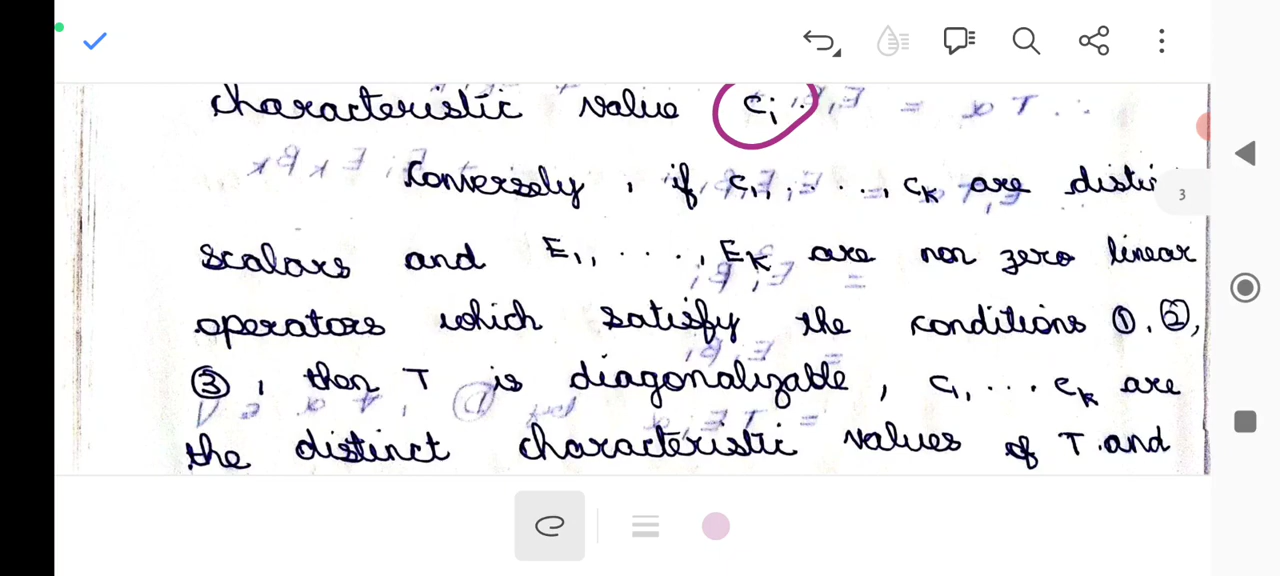 characteristic value ci.
Conversely, if c1, ..., ck are disti
scalars and E1, ..., Ek are non zero linear
operators which satisfy the conditions ①, ②,
③, then T is diagonalizable, c1, ... ck are
the distinct characteristic values of T. and
3